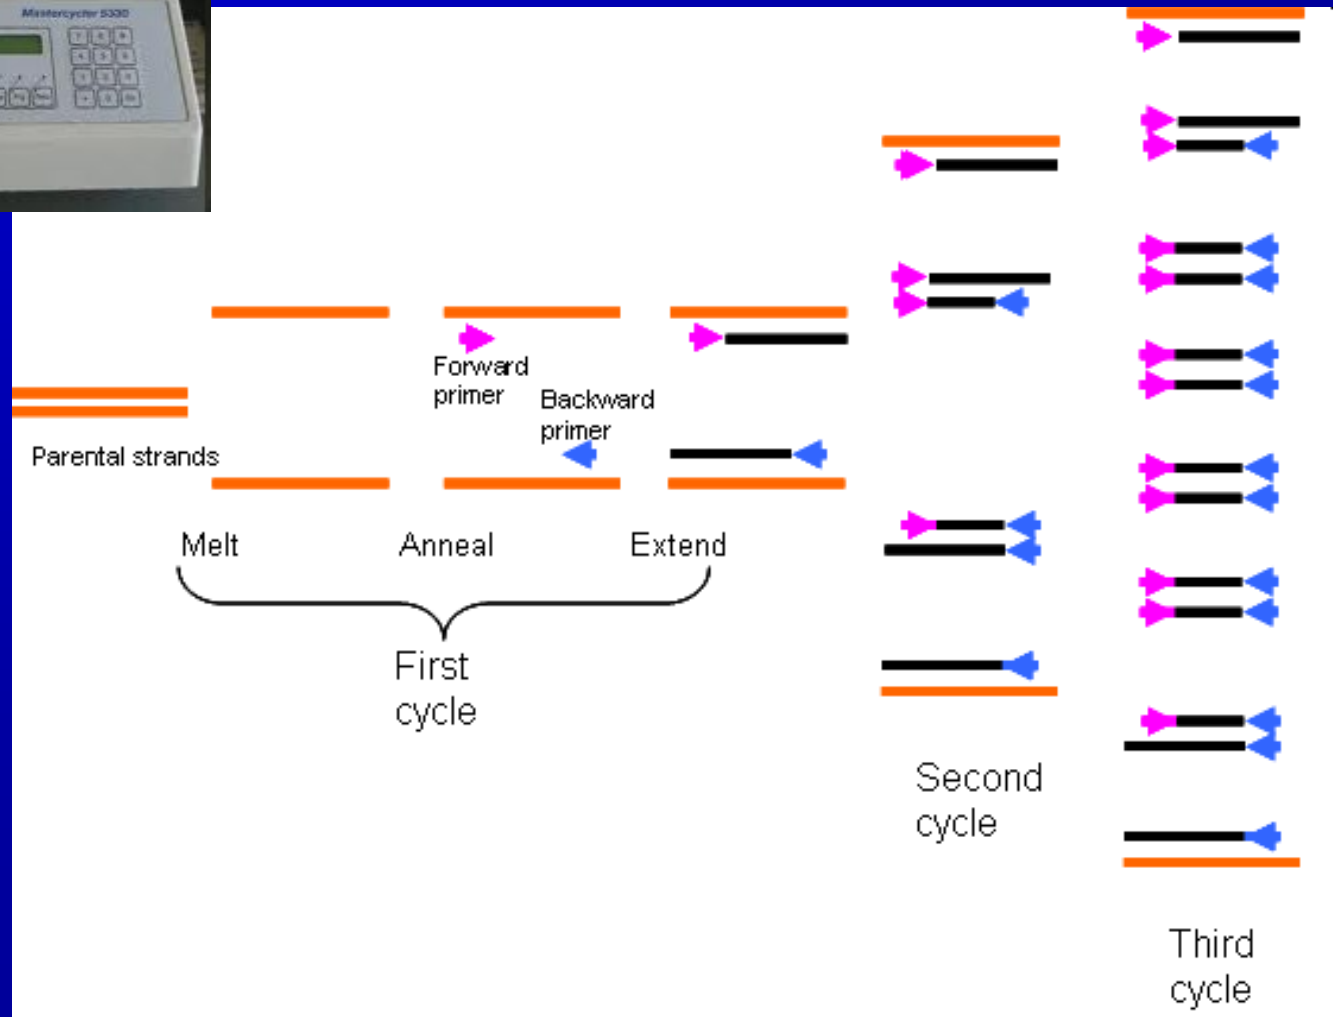 Mastercycler 5330
Forward
primer
Backward
primer
Parental strands
Melt
Anneal
Extend
First
cycle
Second
cycle
Third
cycle